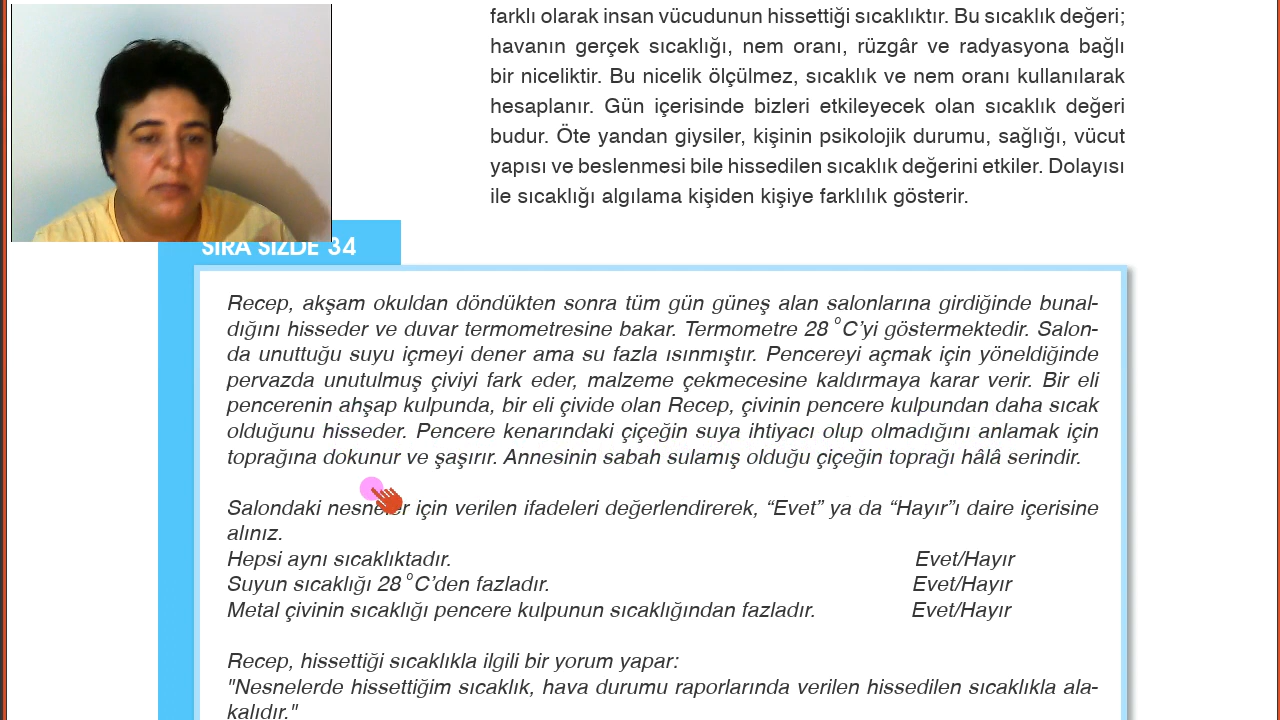 farklı olarak insan vücudunun hissettiği sıcaklıktır. Bu sıcaklık değeri;
havanın gerçek sıcaklığı, nem oranı, rüzgâr ve radyasyona bağlı
bir niceliktir. Bu nicelik ölçülmez, sıcaklık ve nem oranı kullanılarak
hesaplanır. Gün içerisinde bizleri etkileyecek olan sıcaklık değeri
budur. Öte yandan giysiler, kişinin psikolojik durumu, sağlığı, vücut
yapısı ve beslenmesi bile hissedilen sıcaklık değerini etkiler. Dolayısı
ile sıcaklığı algılama kişiden kişiye farklılık gösterir.
SIRA SİZDE 34
Recep, akşam okuldan döndükten sonra tüm gün güneş alan salonlarına girdiğinde bunal-
dığını hisseder ve duvar termometresine bakar. Termometre 28 °C'yi göstermektedir. Salon-
da unuttuğu suyu içmeyi dener ama su fazla ısınmıştır. Pencereyi açmak için yöneldiğinde
pervazda unutulmuş çiviyi fark eder, malzeme çekmecesine kaldırmaya karar verir. Bir eli
pencerenin ahşap kulpunda, bir eli çivide olan Recep, çivinin pencere kulpundan daha sıcak
olduğunu hisseder. Pencere kenarındaki çiçeğin suya ihtiyacı olup olmadığını anlamak için
toprağına dokunur ve şaşırır. Annesinin sabah sulamış olduğu çiçeğin toprağı hâlâ serindir.
Salondaki nesneler için verilen ifadeleri değerlendirerek, “Evet” ya da “Hayır”ı daire içerisine
alınız.
Hepsi aynı sıcaklıktadır. Evet/Hayır
Suyun sıcaklığı 28 °C'den fazladır. Evet/Hayır
Metal çivinin sıcaklığı pencere kulpunun sıcaklığından fazladır. Evet/Hayır
Recep, hissettiği sıcaklıkla ilgili bir yorum yapar:
"Nesnelerde hissettiğim sıcaklık, hava durumu raporlarında verilen hissedilen sıcaklıkla ala-
kalıdır."